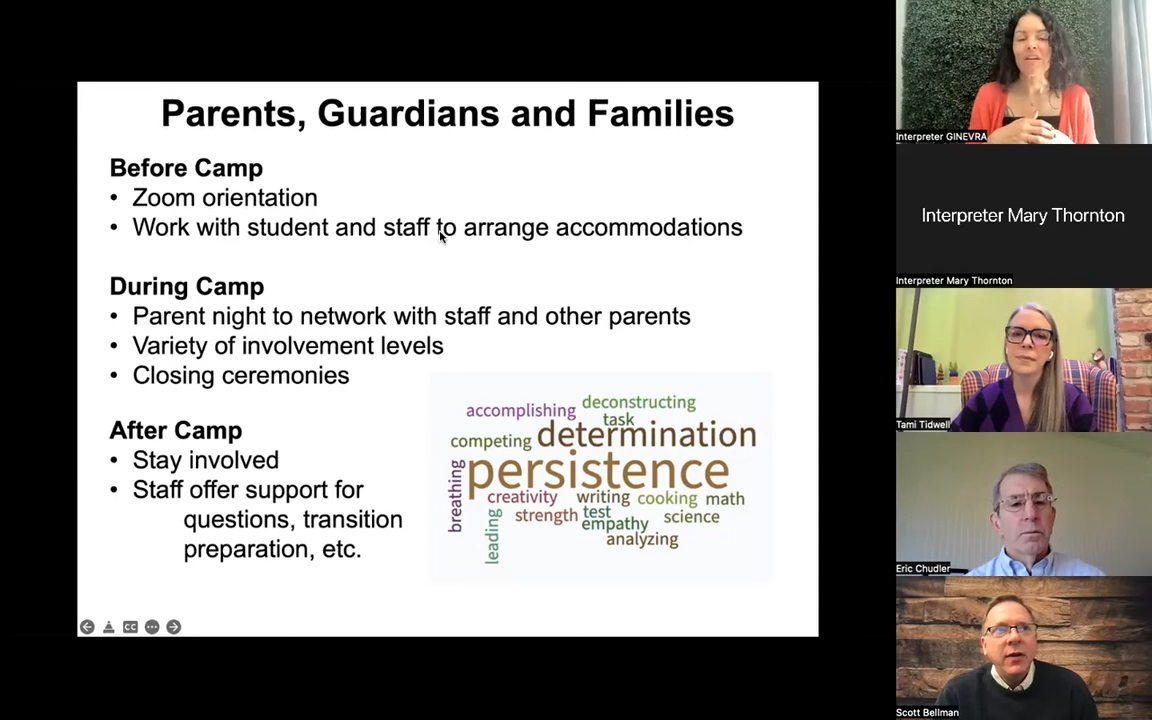 Parents, Guardians and Families
Before Camp
• Zoom orientation
• Work with student and staff to arrange accommodations
During Camp
• Parent night to network with staff and other parents
• Variety of involvement levels
• Closing ceremonies
After Camp
• Stay involved
• Staff offer support for
questions, transition
preparation, etc.
accomplishing
deconstructing
task
competing
determination
persistence
breathing
creativity
writing
cooking
math
strength
test
science
empathy
leading
analyzing
CC
Interpreter GINEVRA
Interpreter Mary Thornton
Interpreter Mary Thornton
Tami Tidwell
Eric Chudler
Scott Bellman